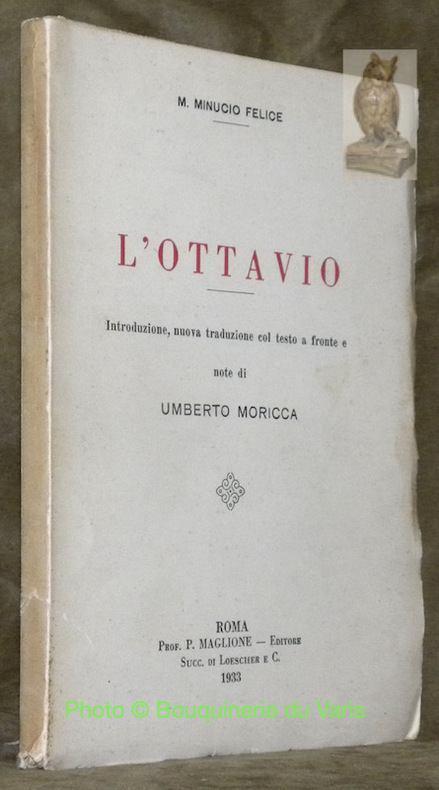 M. MINUCIO FELICE
L'OTTAVIO
Introduzione, nuova traduzione col testo a fronte e
note di
UMBERTO MORICCA
ROMA
PROF. P. MAGLIONE — EDITORE
SUCC. DI LOESCHER E C.
1933
Photo © Bouquinerie du Varis